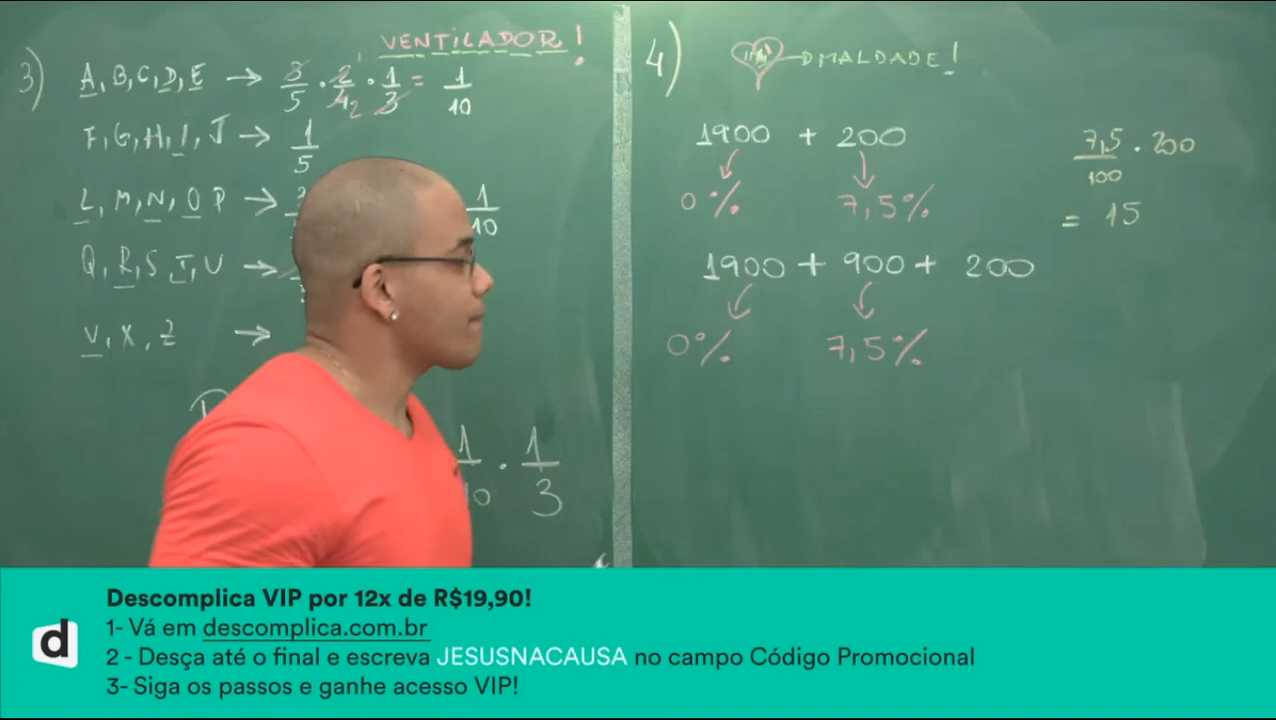 3)
VENTILADOR!
A, B, C, D, E → 3/5 · 2/4 2 · 1/3 = 1/10
F, G, H, I, J → 1/5
L, M, N, O P →
1/10
Q, R, S T, U →
V, X, Z →
1/10 · 1/3
4)
DMALDADE!
1900 + 200
0% 7,5%
7,5/100 · 200
= 15
1900 + 900 + 200
0% 7,5%
d
Descomplica VIP por 12x de R$19,90!
1- Vá em descomplica.com.br
2 - Desça até o final e escreva JESUSNACAUSA no campo Código Promocional
3- Siga os passos e ganhe acesso VIP!